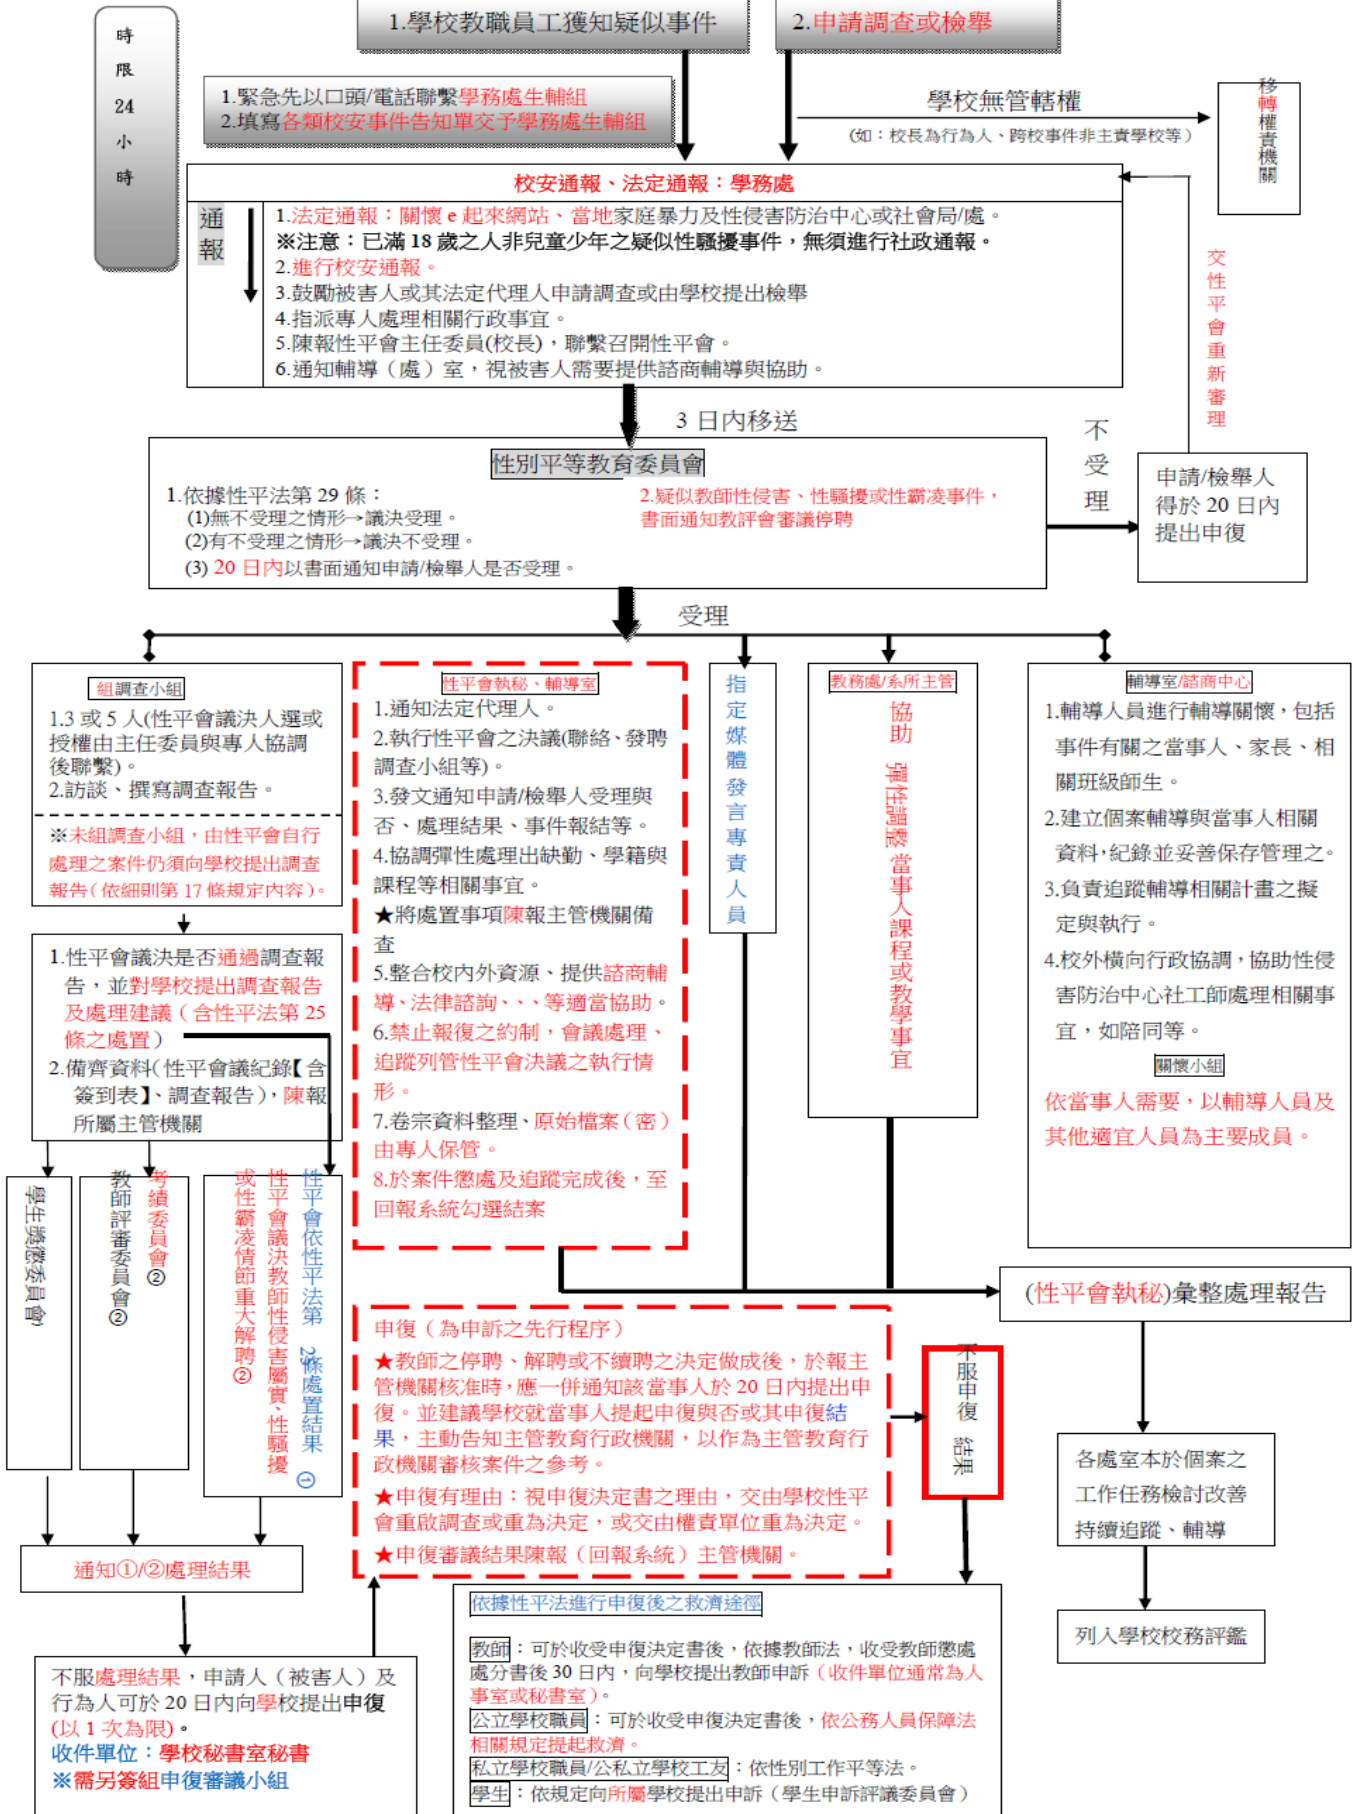 時
限
24
小
時
1.學校教職員工獲知疑似事件
2.申請調查或檢舉
1.緊急先以口頭/電話聯繫學務處生輔組
2.填寫各類校安事件告知單交予學務處生輔組
學校無管轄權
(如：校長為行為人、跨校事件非主責學校等）
移轉權責機關
校安通報、法定通報：學務處
通報
1.法定通報：關懷 e 起來網站、當地家庭暴力及性侵害防治中心或社會局/處。
※注意：已滿 18 歲之人非兒童少年之疑似性騷擾事件，無須進行社政通報。
2.進行校安通報。
3.鼓勵被害人或其法定代理人申請調查或由學校提出檢舉
4.指派專人處理相關行政事宜。
5.陳報性平會主任委員(校長)，聯繫召開性平會。
6.通知輔導（處）室，視被害人需要提供諮商輔導與協助。
交性平會重新審理
3 日內移送
性別平等教育委員會
1.依據性平法第 29 條：
(1)無不受理之情形→議決受理。
(2)有不受理之情形→議決不受理。
(3) 20 日內以書面通知申請/檢舉人是否受理。
2.疑似教師性侵害、性騷擾或性霸凌事件，
書面通知教評會審議停聘
不受理
申請/檢舉人
得於 20 日內
提出申復
受理
組調查小組
1.3 或 5 人(性平會議決人選或
授權由主任委員與專人協調
後聯繫)。
2.訪談、撰寫調查報告。
※未組調查小組，由性平會自行
處理之案件仍須向學校提出調查
報告（依細則第 17 條規定內容）。
1.性平會議決是否通過調查報
告，並對學校提出調查報告
及處理建議（含性平法第 25
條之處置）
2.備齊資料(性平會議紀錄【含
簽到表】、調查報告)，陳報
所屬主管機關
學生獎懲委員會)
考績委員會②
教師評審委員會②
性平會依性平法第 25條處置結果 ①
性平會議決教師性侵害屬實、性騷擾
或性霸凌情節重大解聘②
通知①/②處理結果
不服處理結果，申請人（被害人）及
行為人可於 20 日內向學校提出申復
(以 1 次為限)。
收件單位：學校秘書室秘書
※需另簽組申復審議小組
性平會執秘、輔導室
1.通知法定代理人。
2.執行性平會之決議(聯絡、發聘
調查小組等)。
3.發文通知申請/檢舉人受理與
否、處理結果、事件報結等。
4.協調彈性處理出缺勤、學籍與
課程等相關事宜。
★將處置事項陳報主管機關備
查
5.整合校內外資源、提供諮商輔
導、法律諮詢、、、等適當協助。
6.禁止報復之約制，會議處理、
追蹤列管性平會決議之執行情
形。
7.卷宗資料整理、原始檔案（密）
由專人保管。
8.於案件懲處及追蹤完成後，至
回報系統勾選結案
指定媒體發言專責人員
教務處/系所主管
協助 彈性調整 當事人課程或教學事宜
輔導室/諮商中心
1.輔導人員進行輔導關懷，包括
事件有關之當事人、家長、相
關班級師生。
2.建立個案輔導與當事人相關
資料，紀錄並妥善保存管理之。
3.負責追蹤輔導相關計畫之擬
定與執行。
4.校外橫向行政協調，協助性侵
害防治中心社工師處理相關事
宜，如陪同等。
關懷小組
依當事人需要，以輔導人員及
其他適宜人員為主要成員。
(性平會執秘)彙整處理報告
各處室本於個案之
工作任務檢討改善
持續追蹤、輔導
列入學校校務評鑑
申復（為申訴之先行程序）
★教師之停聘、解聘或不續聘之決定做成後，於報主
管機關核准時，應一併通知該當事人於 20 日內提出申
復。並建議學校就當事人提起申復與否或其申復結
果，主動告知主管教育行政機關，以作為主管教育行
政機關審核案件之參考。
★申復有理由：視申復決定書之理由，交由學校性平
會重啟調查或重為決定，或交由權責單位重為決定。
★申復審議結果陳報（回報系統）主管機關。
不服申復 結果
依據性平法進行申復後之救濟途徑
教師：可於收受申復決定書後，依據教師法，收受教師懲處
處分書後 30 日內，向學校提出教師申訴（收件單位通常為人
事室或秘書室）。
公立學校職員：可於收受申復決定書後，依公務人員保障法
相關規定提起救濟。
私立學校職員/公私立學校工友：依性別工作平等法。
學生：依規定向所屬學校提出申訴（學生申訴評議委員會）